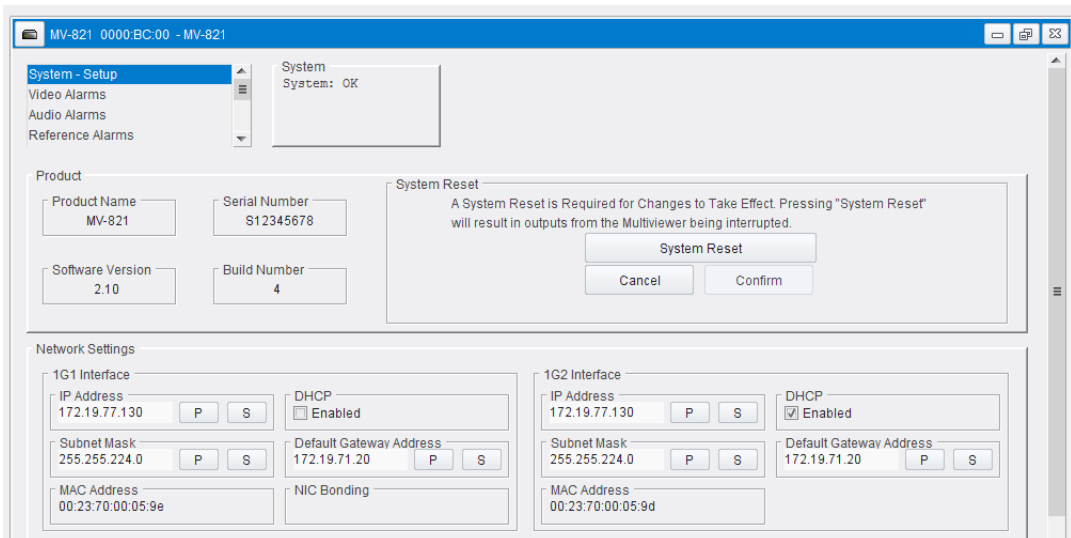 MV-821 0000:BC:00 - MV-821
System - Setup
Video Alarms
Audio Alarms
Reference Alarms
System
System: OK
Product
Product Name
MV-821
Serial Number
S12345678
Software Version
2.10
Build Number
4
System Reset
A System Reset is Required for Changes to Take Effect. Pressing "System Reset"
will result in outputs from the Multiviewer being interrupted.
System Reset
Cancel
Confirm
Network Settings
1G1 Interface
IP Address
172.19.77.130 P S
DHCP
Enabled
Subnet Mask
255.255.224.0 P S
Default Gateway Address
172.19.71.20 P S
MAC Address
00:23:70:00:05:9e
NIC Bonding
1G2 Interface
IP Address
172.19.77.130 P S
DHCP
Enabled
Subnet Mask
255.255.224.0 P S
Default Gateway Address
172.19.71.20 P S
MAC Address
00:23:70:00:05:9d